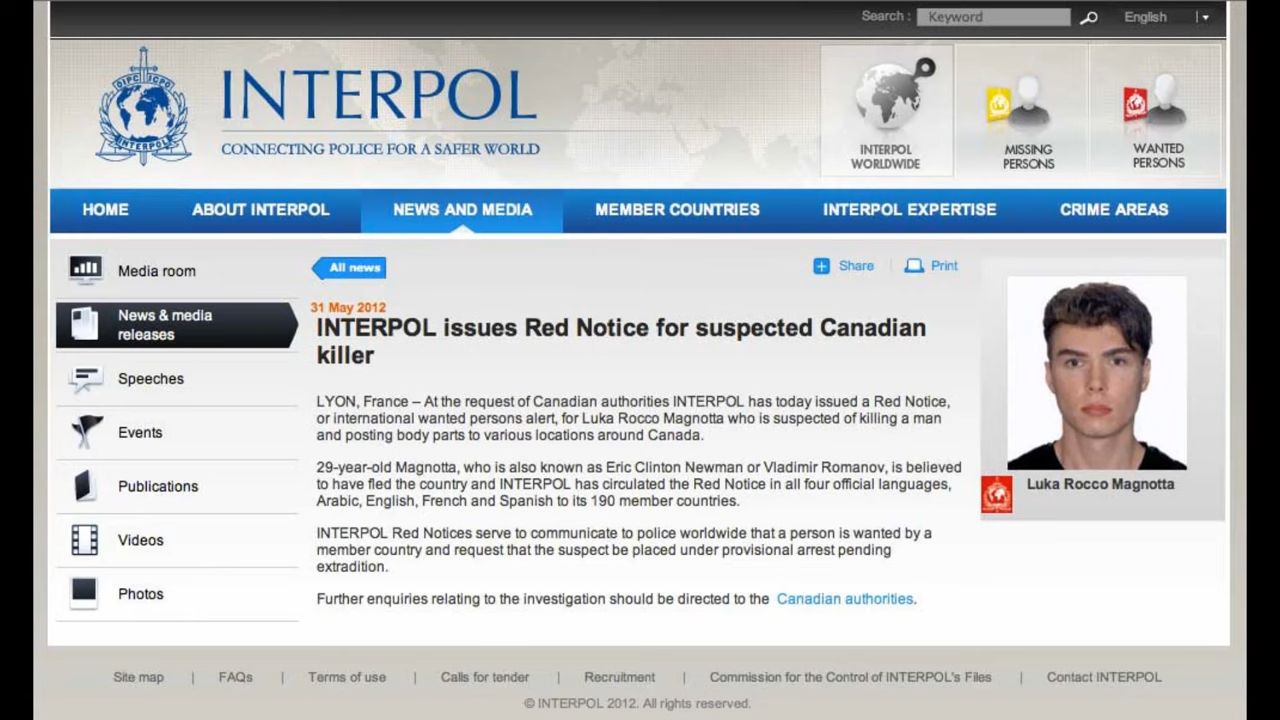 Search : Keyword English
OIPC ICPO
INTERPOL
INTERPOL
CONNECTING POLICE FOR A SAFER WORLD
INTERPOL
WORLDWIDE
MISSING
PERSONS
WANTED
PERSONS
HOME ABOUT INTERPOL NEWS AND MEDIA MEMBER COUNTRIES INTERPOL EXPERTISE CRIME AREAS
Media room
News & media
releases
Speeches
Events
Publications
Videos
Photos
All news
Share Print
31 May 2012
INTERPOL issues Red Notice for suspected Canadian
killer
LYON, France – At the request of Canadian authorities INTERPOL has today issued a Red Notice,
or international wanted persons alert, for Luka Rocco Magnotta who is suspected of killing a man
and posting body parts to various locations around Canada.
29-year-old Magnotta, who is also known as Eric Clinton Newman or Vladimir Romanov, is believed
to have fled the country and INTERPOL has circulated the Red Notice in all four official languages,
Arabic, English, French and Spanish to its 190 member countries.
INTERPOL Red Notices serve to communicate to police worldwide that a person is wanted by a
member country and request that the suspect be placed under provisional arrest pending
extradition.
Further enquiries relating to the investigation should be directed to the Canadian authorities.
Luka Rocco Magnotta
Site map | FAQs | Terms of use | Calls for tender | Recruitment | Commission for the Control of INTERPOL's Files | Contact INTERPOL
© INTERPOL 2012. All rights reserved.